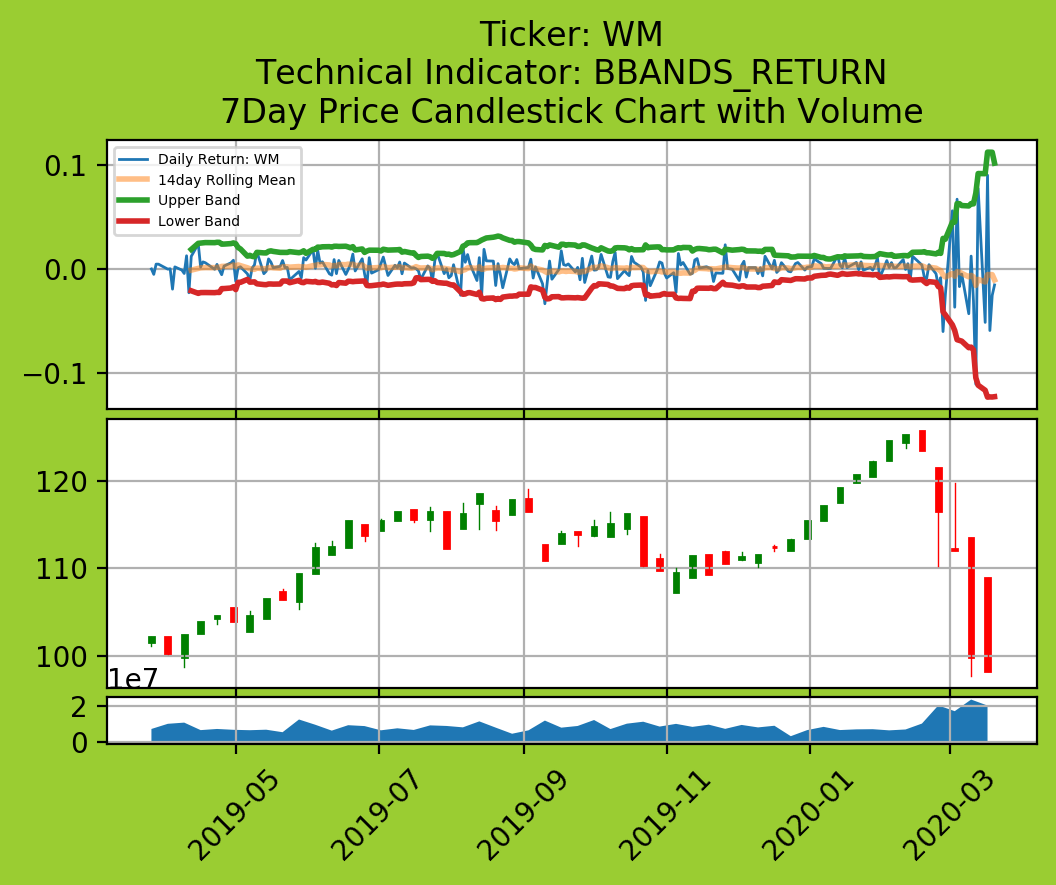 Ticker: WM
Technical Indicator: BBANDS_RETURN
7Day Price Candlestick Chart with Volume
Daily Return: WM
14day Rolling Mean
Upper Band
Lower Band
0.1
0.0
−0.1
120
110
100
1e7
2
0
2019-05
2019-07
2019-09
2019-11
2020-01
2020-03